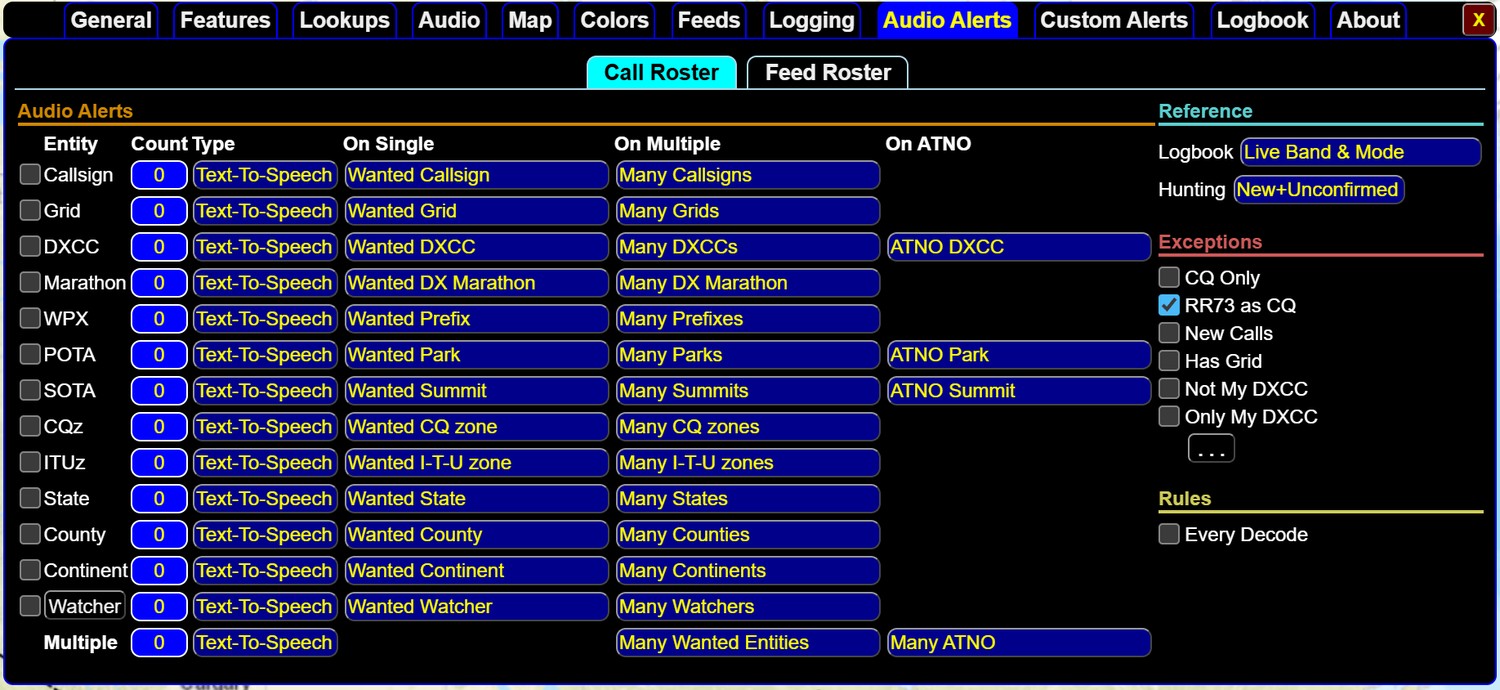 General Features Lookups Audio Map Colors Feeds Logging Audio Alerts Custom Alerts Logbook About X
Call Roster Feed Roster
Audio Alerts
Entity Count Type On Single On Multiple On ATNO
Callsign 0 Text-To-Speech Wanted Callsign Many Callsigns
Grid 0 Text-To-Speech Wanted Grid Many Grids
DXCC 0 Text-To-Speech Wanted DXCC Many DXCCs ATNO DXCC
Marathon 0 Text-To-Speech Wanted DX Marathon Many DX Marathon
WPX 0 Text-To-Speech Wanted Prefix Many Prefixes
POTA 0 Text-To-Speech Wanted Park Many Parks ATNO Park
SOTA 0 Text-To-Speech Wanted Summit Many Summits ATNO Summit
CQz 0 Text-To-Speech Wanted CQ zone Many CQ zones
ITUz 0 Text-To-Speech Wanted I-T-U zone Many I-T-U zones
State 0 Text-To-Speech Wanted State Many States
County 0 Text-To-Speech Wanted County Many Counties
Continent 0 Text-To-Speech Wanted Continent Many Continents
Watcher 0 Text-To-Speech Wanted Watcher Many Watchers
Multiple 0 Text-To-Speech Many Wanted Entities Many ATNO
Reference
Logbook Live Band & Mode
Hunting New+Unconfirmed
Exceptions
CQ Only
RR73 as CQ
New Calls
Has Grid
Not My DXCC
Only My DXCC
...
Rules
Every Decode